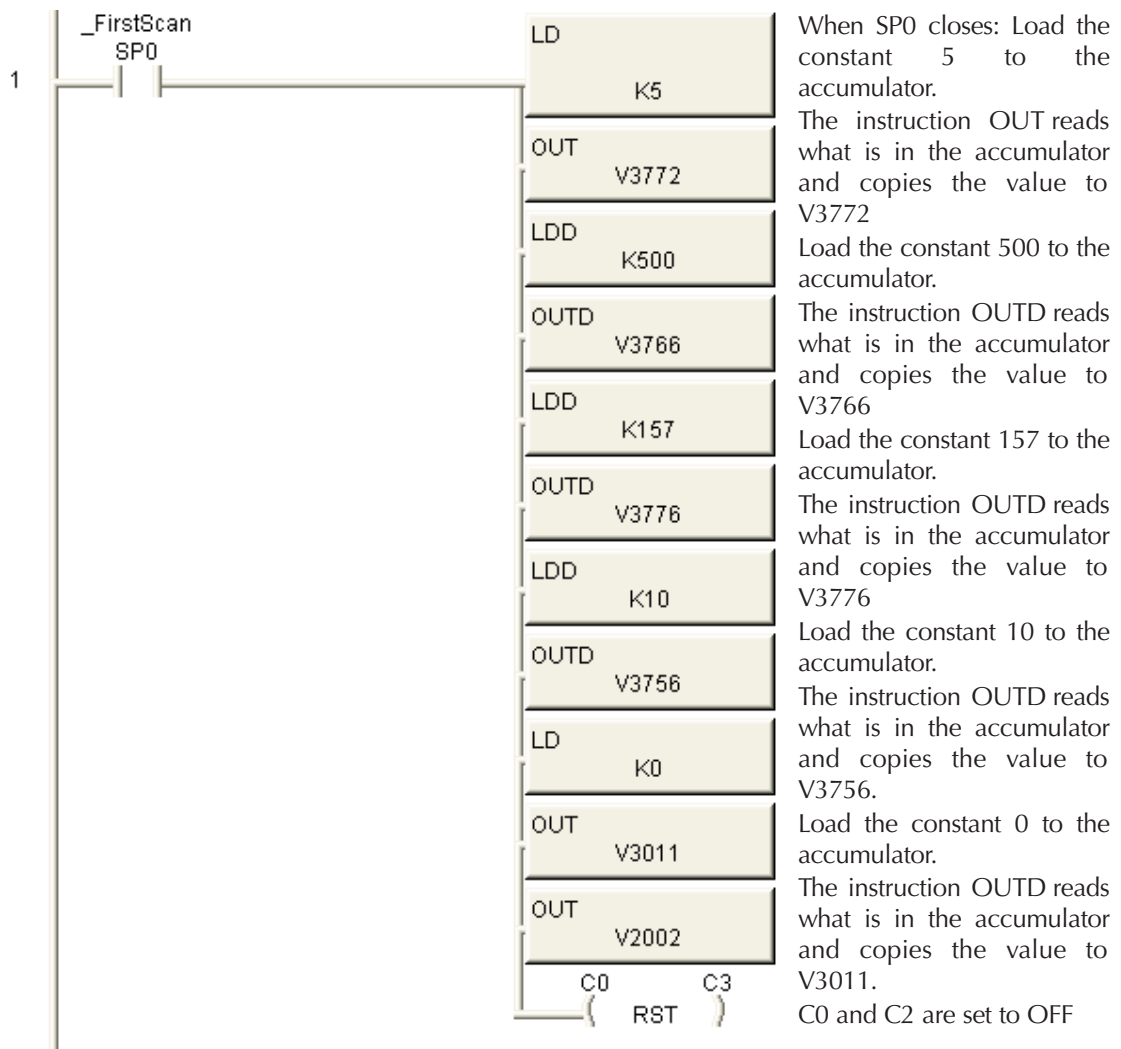 _FirstScan
SP0
1
LD
K5
OUT
V3772
LDD
K500
OUTD
V3766
LDD
K157
OUTD
V3776
LDD
K10
OUTD
V3756
LD
K0
OUT
V3011
OUT
V2002
C0 C3
( RST )
When SP0 closes: Load the
constant 5 to the
accumulator.
The instruction OUT reads
what is in the accumulator
and copies the value to
V3772
Load the constant 500 to the
accumulator.
The instruction OUTD reads
what is in the accumulator
and copies the value to
V3766
Load the constant 157 to the
accumulator.
The instruction OUTD reads
what is in the accumulator
and copies the value to
V3776
Load the constant 10 to the
accumulator.
The instruction OUTD reads
what is in the accumulator
and copies the value to
V3756.
Load the constant 0 to the
accumulator.
The instruction OUTD reads
what is in the accumulator
and copies the value to
V3011.
C0 and C2 are set to OFF